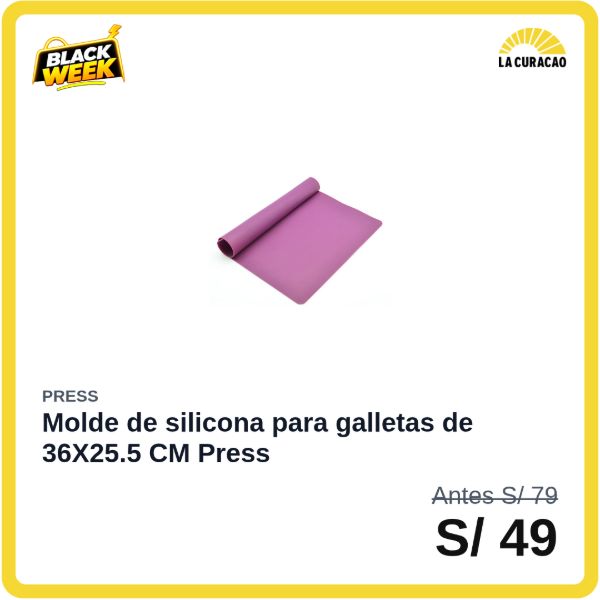 BLACK
WEEK
LA CURACAO
PRESS
Molde de silicona para galletas de
36X25.5 CM Press
Antes S/ 79
S/ 49